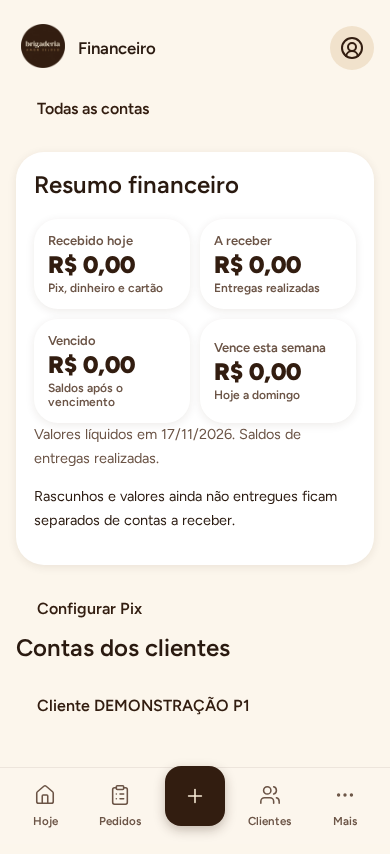 brigaderia
Financeiro
Todas as contas
Resumo financeiro
Recebido hoje
R$ 0,00
Pix, dinheiro e cartão
A receber
R$ 0,00
Entregas realizadas
Vencido
R$ 0,00
Saldos após o
vencimento
Vence esta semana
R$ 0,00
Hoje a domingo
Valores líquidos em 17/11/2026. Saldos de
entregas realizadas.
Rascunhos e valores ainda não entregues ficam
separados de contas a receber.
Configurar Pix
Contas dos clientes
Cliente DEMONSTRAÇÃO P1
Hoje
Pedidos
Clientes
Mais